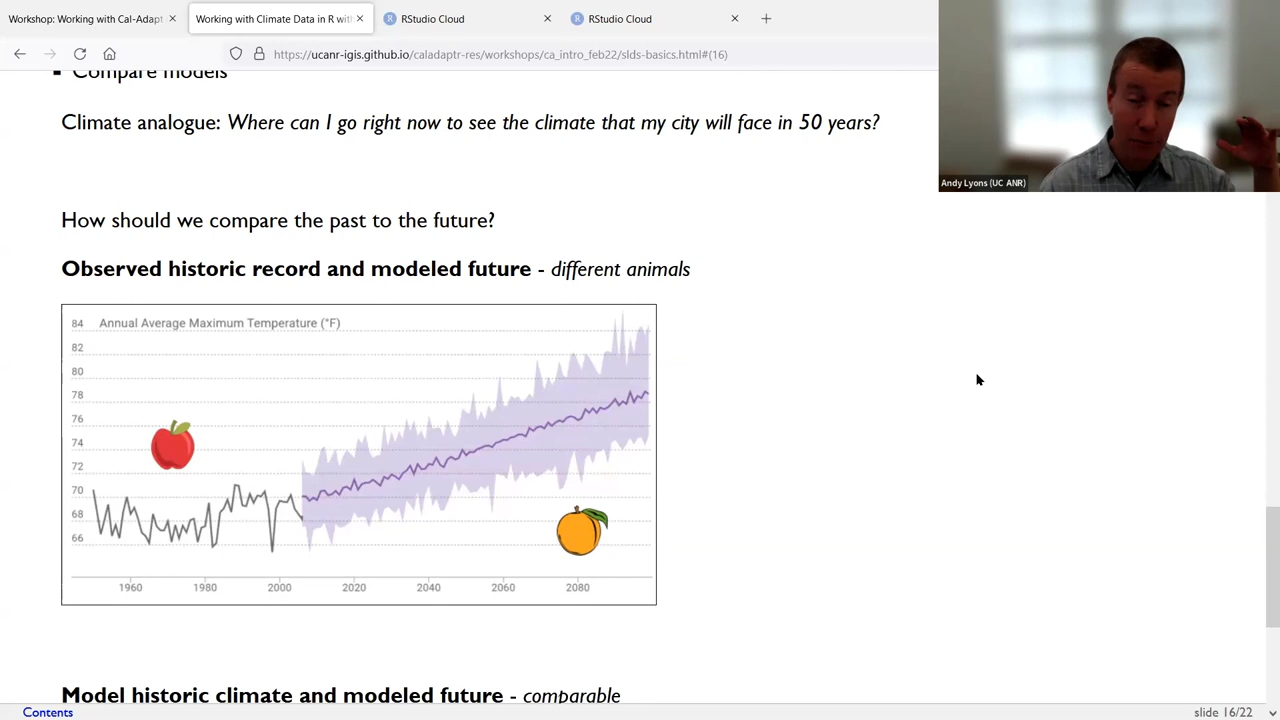 Workshop: Working with Cal-Adapt
Working with Climate Data in R with
RStudio Cloud
RStudio Cloud
https://ucanr-igis.github.io/caladaptr-res/workshops/ca_intro_feb22/slds-basics.html#(16)
Compare models
Climate analogue: Where can I go right now to see the climate that my city will face in 50 years?
Andy Lyons (UC ANR)
How should we compare the past to the future?
Observed historic record and modeled future - different animals
84 Annual Average Maximum Temperature (°F)
82
80
78
76
74
72
70
68
66
1960 1980 2000 2020 2040 2060 2080
Model historic climate and modeled future - comparable
Contents
slide 16/22